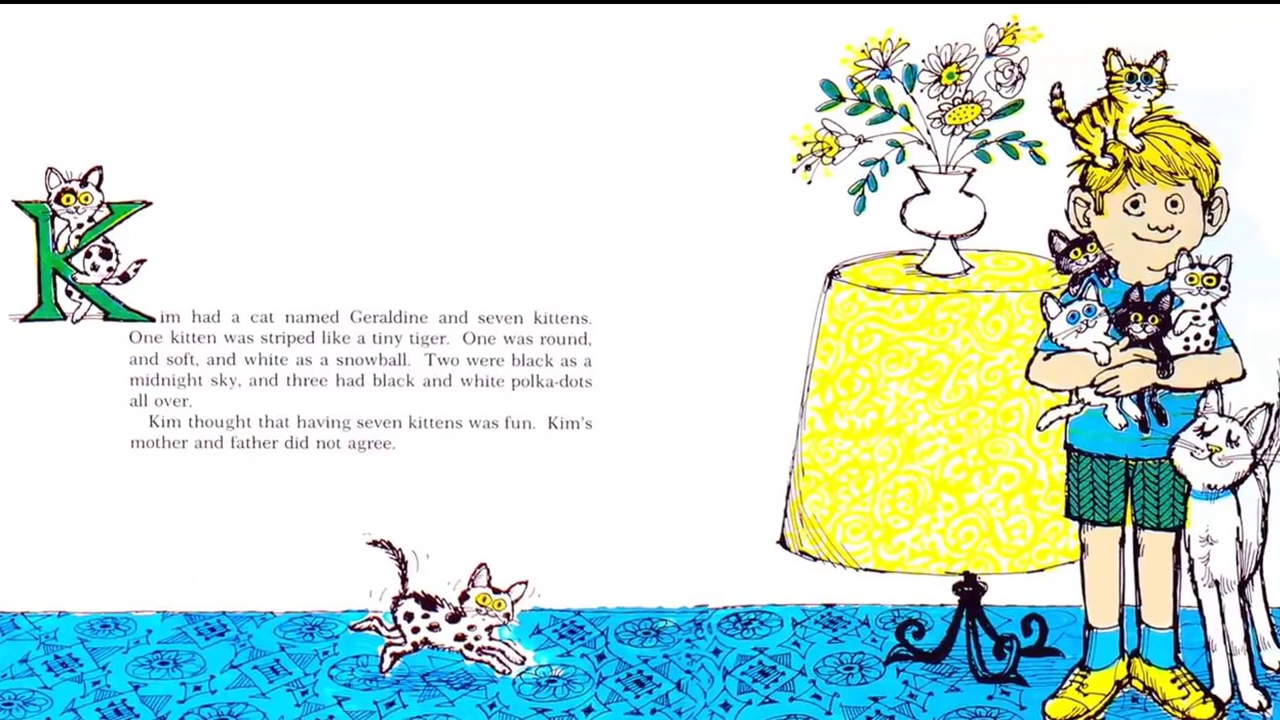 Kim had a cat named Geraldine and seven kittens.
One kitten was striped like a tiny tiger. One was round,
and soft, and white as a snowball. Two were black as a
midnight sky, and three had black and white polka-dots
all over.
Kim thought that having seven kittens was fun. Kim's
mother and father did not agree.